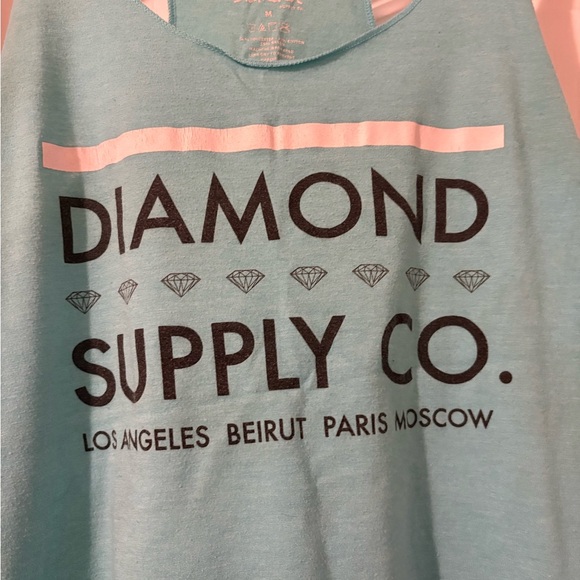 M
DIAMOND
SUPPLY CO.
LOS ANGELES BEIRUT PARIS MOSCOW